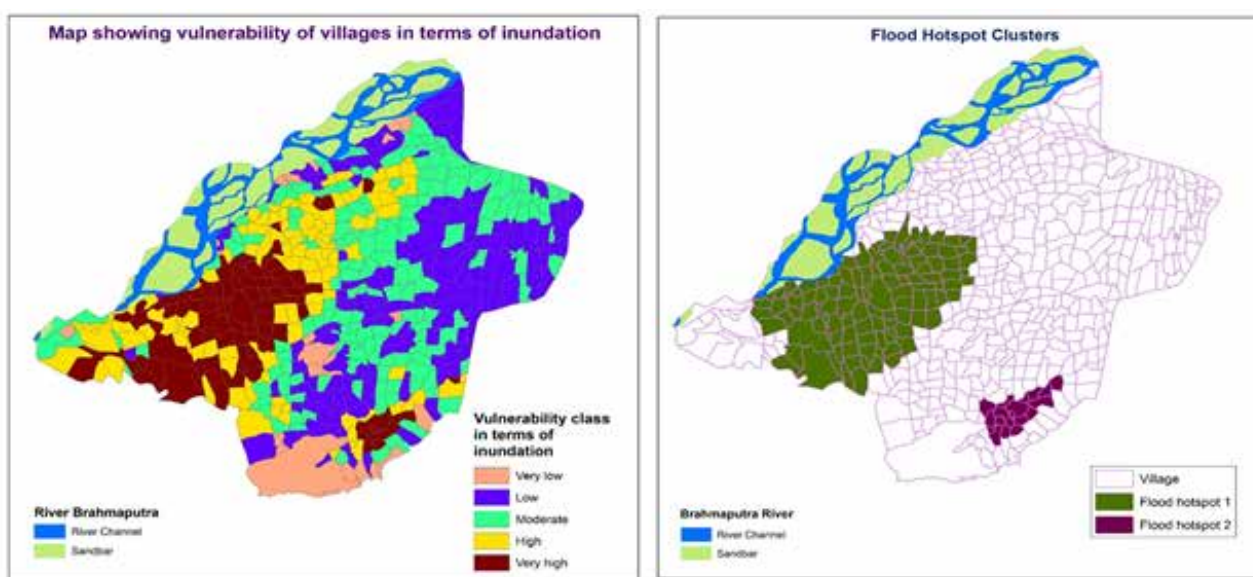 Map showing vulnerability of villages in terms of inundation
Vulnerability class
in terms of
inundation
Very low
Low
Moderate
High
Very high
River Brahmaputra
River Channel
Sandbar
Flood Hotspot Clusters
Village
Flood hotspot 1
Flood hotspot 2
Brahmaputra River
River Channel
Sandbar